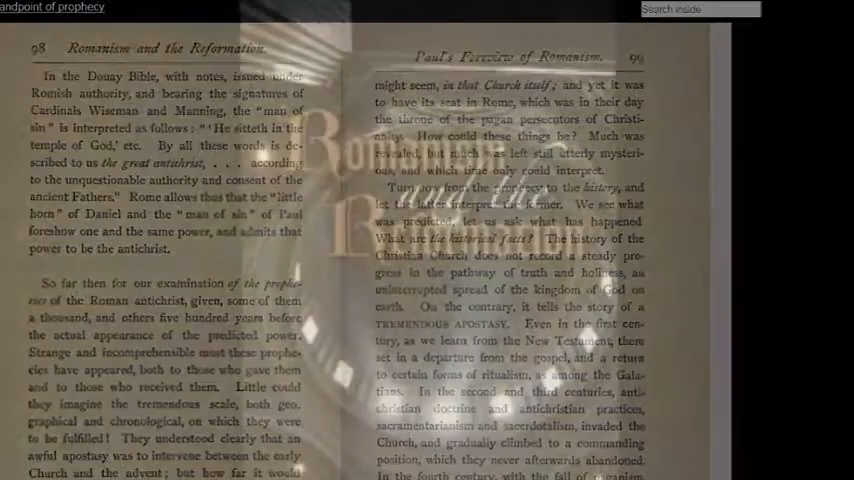 andpoint of prophecy
Search inside
98 Romanism and the Reformation.
In the Douay Bible, with notes, issued under
Romish authority, and bearing the signatures of
Cardinals Wiseman and Manning, the "man of
sin" is interpreted as follows: "'He sitteth in the
temple of God,' etc. By all these words is de-
scribed to us the great antichrist, . . . according
to the unquestionable authority and consent of the
ancient Fathers." Rome allows thus that the "little
horn" of Daniel and the "man of sin" of Paul
foreshow one and the same power, and admits that
power to be the antichrist.
So far then for our examination of the prophe-
cies of the Roman antichrist, given, some of them
a thousand, and others five hundred years before
the actual appearance of the predicted power.
Strange and incomprehensible must these prophe-
cies have appeared, both to those who gave them
and to those who received them. Little could
they imagine the tremendous scale, both geo-
graphical and chronological, on which they were
to be fulfilled! They understood clearly that an
awful apostasy was to intervene between the early
Church and the advent; but how far it would
Paul's Foreview of Romanism. 99
might seem, in that Church itself; and yet it was
to have its seat in Rome, which was in their day
the throne of the pagan persecutors of Christi-
anity. How could these things be? Much was
revealed, but much was left still utterly mysteri-
ous, and which time only could interpret.
Turn now from the prophecy to the history, and
let the latter interpret the former. We see what
was predicted, let us ask what has happened
What are the historical facts? The history of the
Christian Church does not record a steady pro-
gress in the pathway of truth and holiness, an
uninterrupted spread of the kingdom of God on
earth. On the contrary, it tells the story of a
TREMENDOUS APOSTASY. Even in the first cen-
tury, as we learn from the New Testament, there
set in a departure from the gospel, and a return
to certain forms of ritualism, as among the Gala-
tians. In the second and third centuries, anti-
christian doctrine and antichristian practices,
sacramentarianism and sacerdotalism, invaded the
Church, and gradually climbed to a commanding
position, which they never afterwards abandoned.
In the fourth century, with the fall of paganism,
Romanism
and the
Reformation